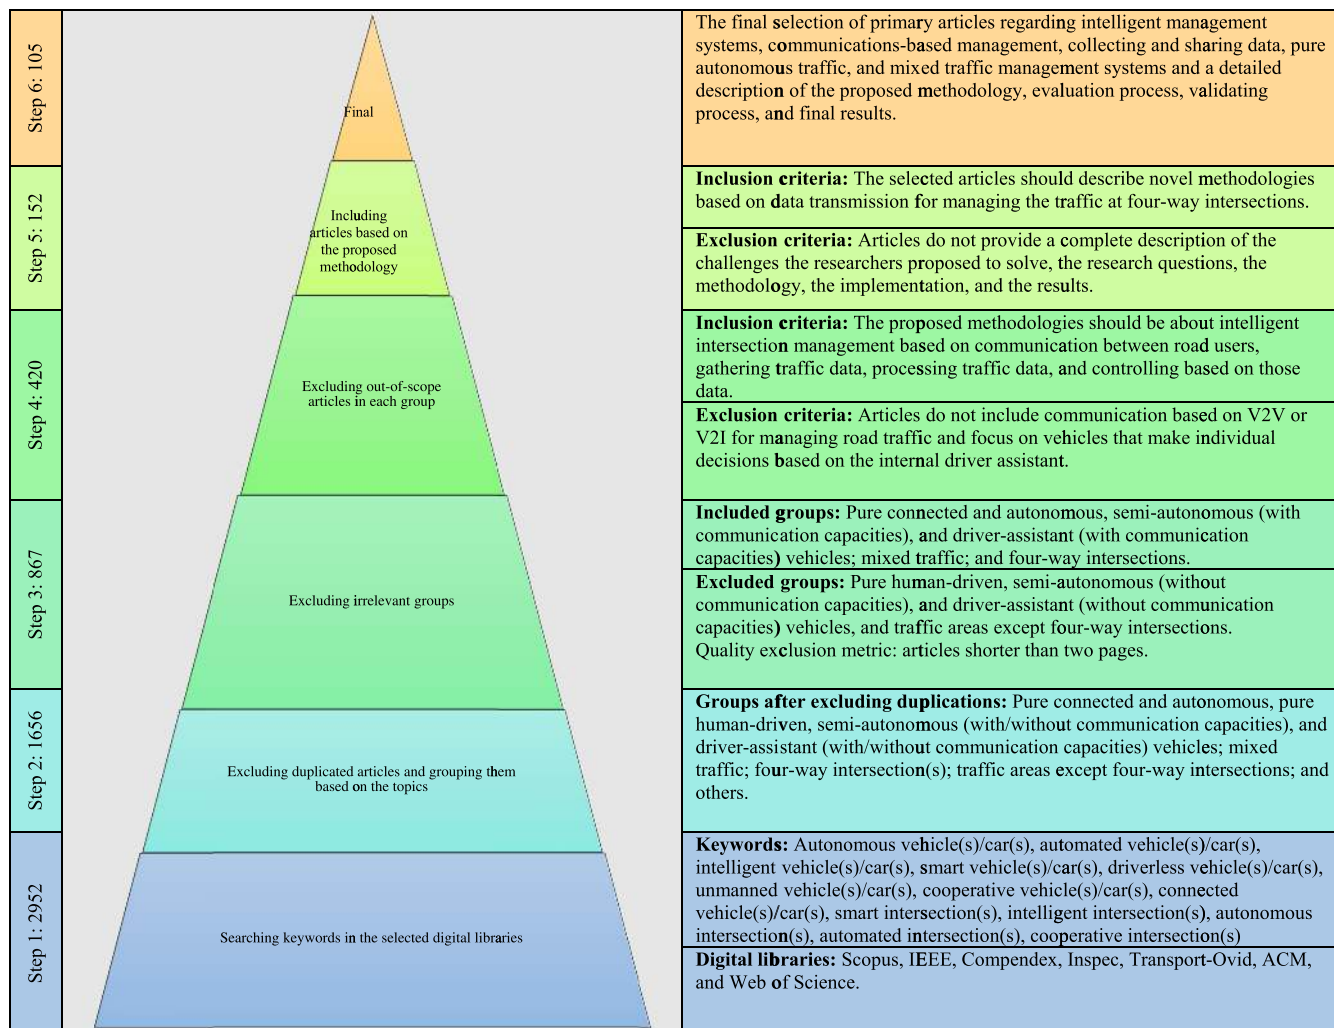 Step 6: 105
Final
The final selection of primary articles regarding intelligent management
systems, communications-based management, collecting and sharing data, pure
autonomous traffic, and mixed traffic management systems and a detailed
description of the proposed methodology, evaluation process, validating
process, and final results.
Step 5: 152
Including
articles based on
the proposed
methodology
Inclusion criteria: The selected articles should describe novel methodologies
based on data transmission for managing the traffic at four-way intersections.
Exclusion criteria: Articles do not provide a complete description of the
challenges the researchers proposed to solve, the research questions, the
methodology, the implementation, and the results.
Step 4: 420
Excluding out-of-scope
articles in each group
Inclusion criteria: The proposed methodologies should be about intelligent
intersection management based on communication between road users,
gathering traffic data, processing traffic data, and controlling based on those
data.
Exclusion criteria: Articles do not include communication based on V2V or
V2I for managing road traffic and focus on vehicles that make individual
decisions based on the internal driver assistant.
Step 3: 867
Excluding irrelevant groups
Included groups: Pure connected and autonomous, semi-autonomous (with
communication capacities), and driver-assistant (with communication
capacities) vehicles; mixed traffic; and four-way intersections.
Excluded groups: Pure human-driven, semi-autonomous (without
communication capacities), and driver-assistant (without communication
capacities) vehicles, and traffic areas except four-way intersections.
Quality exclusion metric: articles shorter than two pages.
Step 2: 1656
Excluding duplicated articles and grouping them
based on the topics
Groups after excluding duplications: Pure connected and autonomous, pure
human-driven, semi-autonomous (with/without communication capacities), and
driver-assistant (with/without communication capacities) vehicles; mixed
traffic; four-way intersection(s); traffic areas except four-way intersections; and
others.
Step 1: 2952
Searching keywords in the selected digital libraries
Keywords: Autonomous vehicle(s)/car(s), automated vehicle(s)/car(s),
intelligent vehicle(s)/car(s), smart vehicle(s)/car(s), driverless vehicle(s)/car(s),
unmanned vehicle(s)/car(s), cooperative vehicle(s)/car(s), connected
vehicle(s)/car(s), smart intersection(s), intelligent intersection(s), autonomous
intersection(s), automated intersection(s), cooperative intersection(s)
Digital libraries: Scopus, IEEE, Compendex, Inspec, Transport-Ovid, ACM,
and Web of Science.